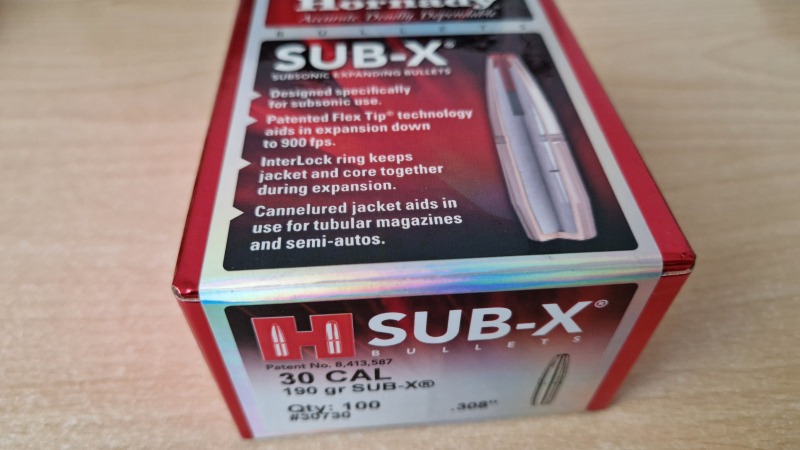 Hornady
Accurate. Deadly. Dependable.
BULLETS
SUB-X®
SUBSONIC EXPANDING BULLETS
Designed specifically
for subsonic use.
Patented Flex Tip® technology
aids in expansion down
to 900 fps.
InterLock ring keeps
jacket and core together
during expansion.
Cannelured jacket aids in
use for tubular magazines
and semi-autos.
H SUB-X®
BULLETS
Patent No. 8,413,587
30 CAL
190 gr SUB-X®
Qty: 100 .308"
#30730